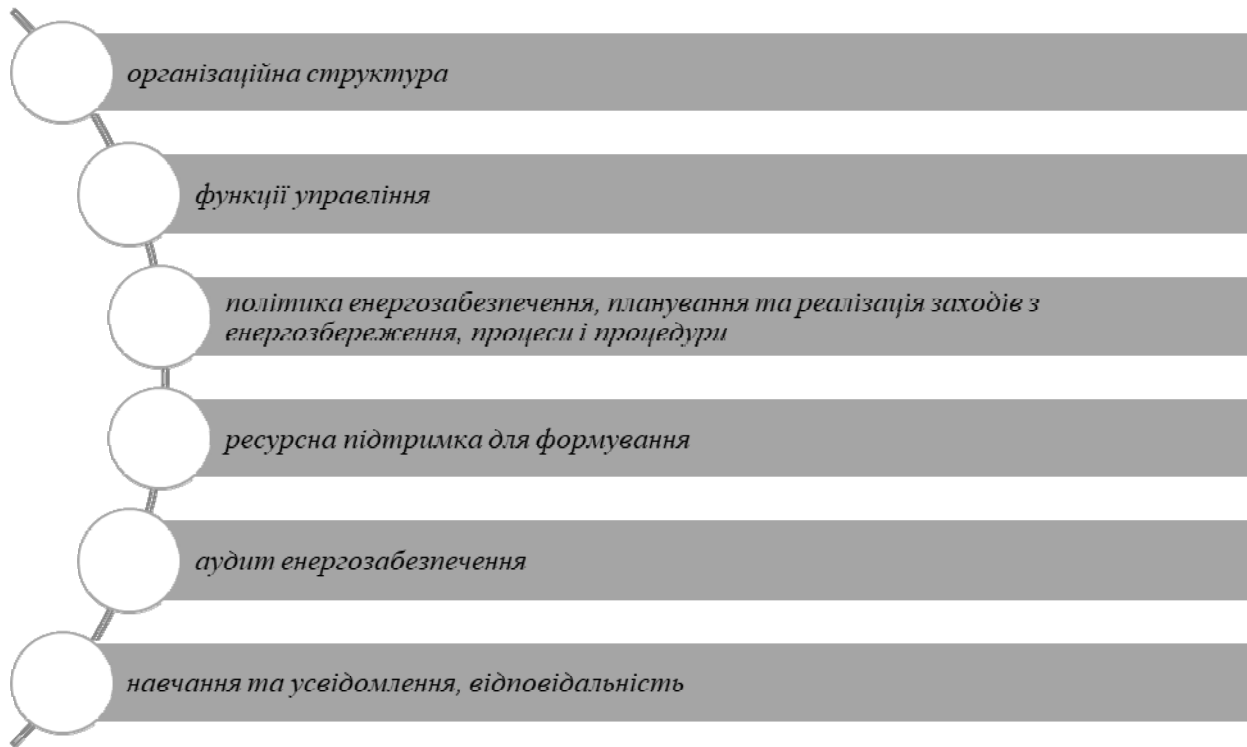 організаційна структура
функції управління
політика енергозабезпечення, планування та реалізація заходів з
енергозбереження, процеси і процедури
ресурсна підтримка для формування
аудит енергозабезпечення
навчання та усвідомлення, відповідальність